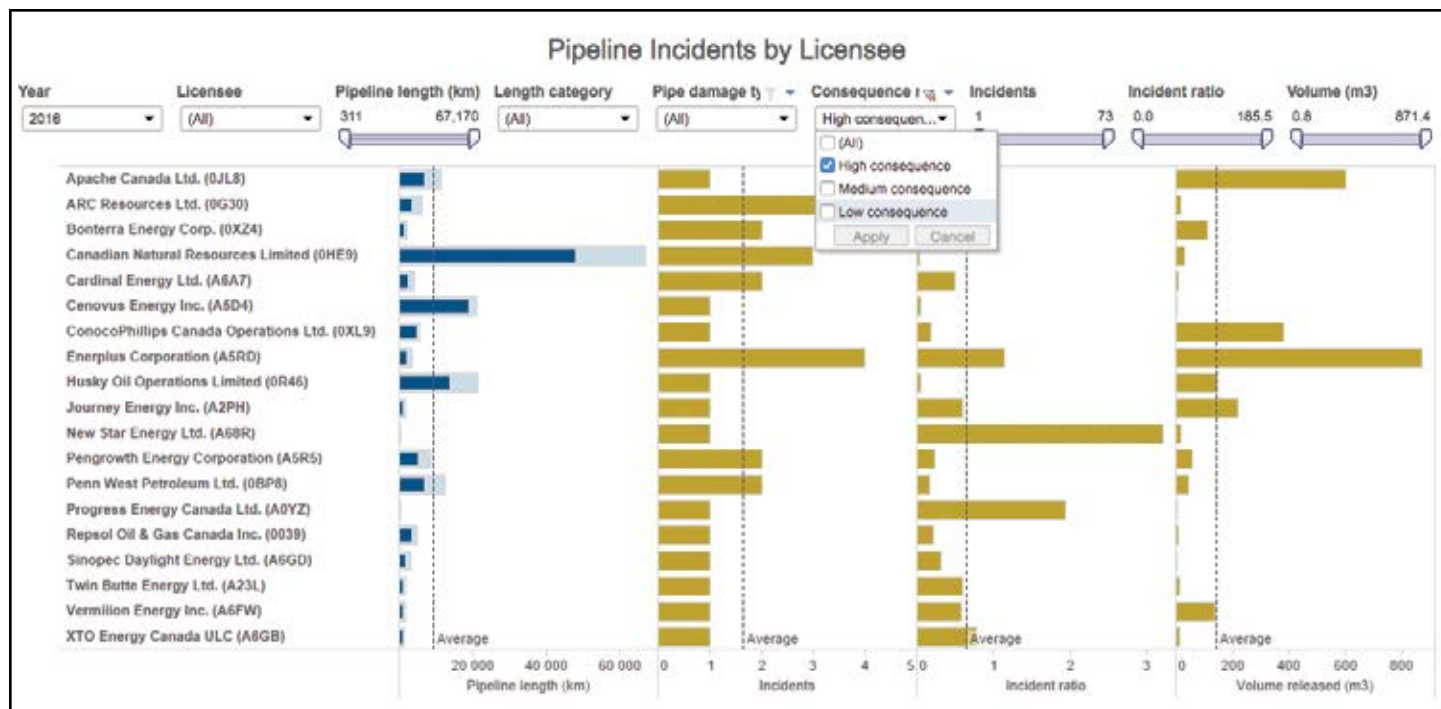 Pipeline Incidents by Licensee
Year Licensee Pipeline length (km) Length category Pipe damage ty Consequence r Incidents Incident ratio Volume (m3)
2016 (All) 311 67,170 (All) (All) High consequen... 1 73 0.0 185.5 0.8 871.4
(All)
High consequence
Medium consequence
Low consequence
Apply Cancel
Apache Canada Ltd. (0JL8)
ARC Resources Ltd. (0G30)
Bonterra Energy Corp. (0XZ4)
Canadian Natural Resources Limited (0HE9)
Cardinal Energy Ltd. (A6A7)
Cenovus Energy Inc. (A5D4)
ConocoPhillips Canada Operations Ltd. (0XL9)
Enerplus Corporation (A5RD)
Husky Oil Operations Limited (0R46)
Journey Energy Inc. (A2PH)
New Star Energy Ltd. (A68R)
Pengrowth Energy Corporation (A5R5)
Penn West Petroleum Ltd. (0BP8)
Progress Energy Canada Ltd. (A0YZ)
Repsol Oil & Gas Canada Inc. (0039)
Sinopec Daylight Energy Ltd. (A6GD)
Twin Butte Energy Ltd. (A23L)
Vermilion Energy Inc. (A6FW)
XTO Energy Canada ULC (A6GB) Average Average Average Average
20 000 40 000 60 000 0 1 2 3 4 5 0 1 2 3 0 200 400 600 800
Pipeline length (km) Incidents Incident ratio Volume released (m3)